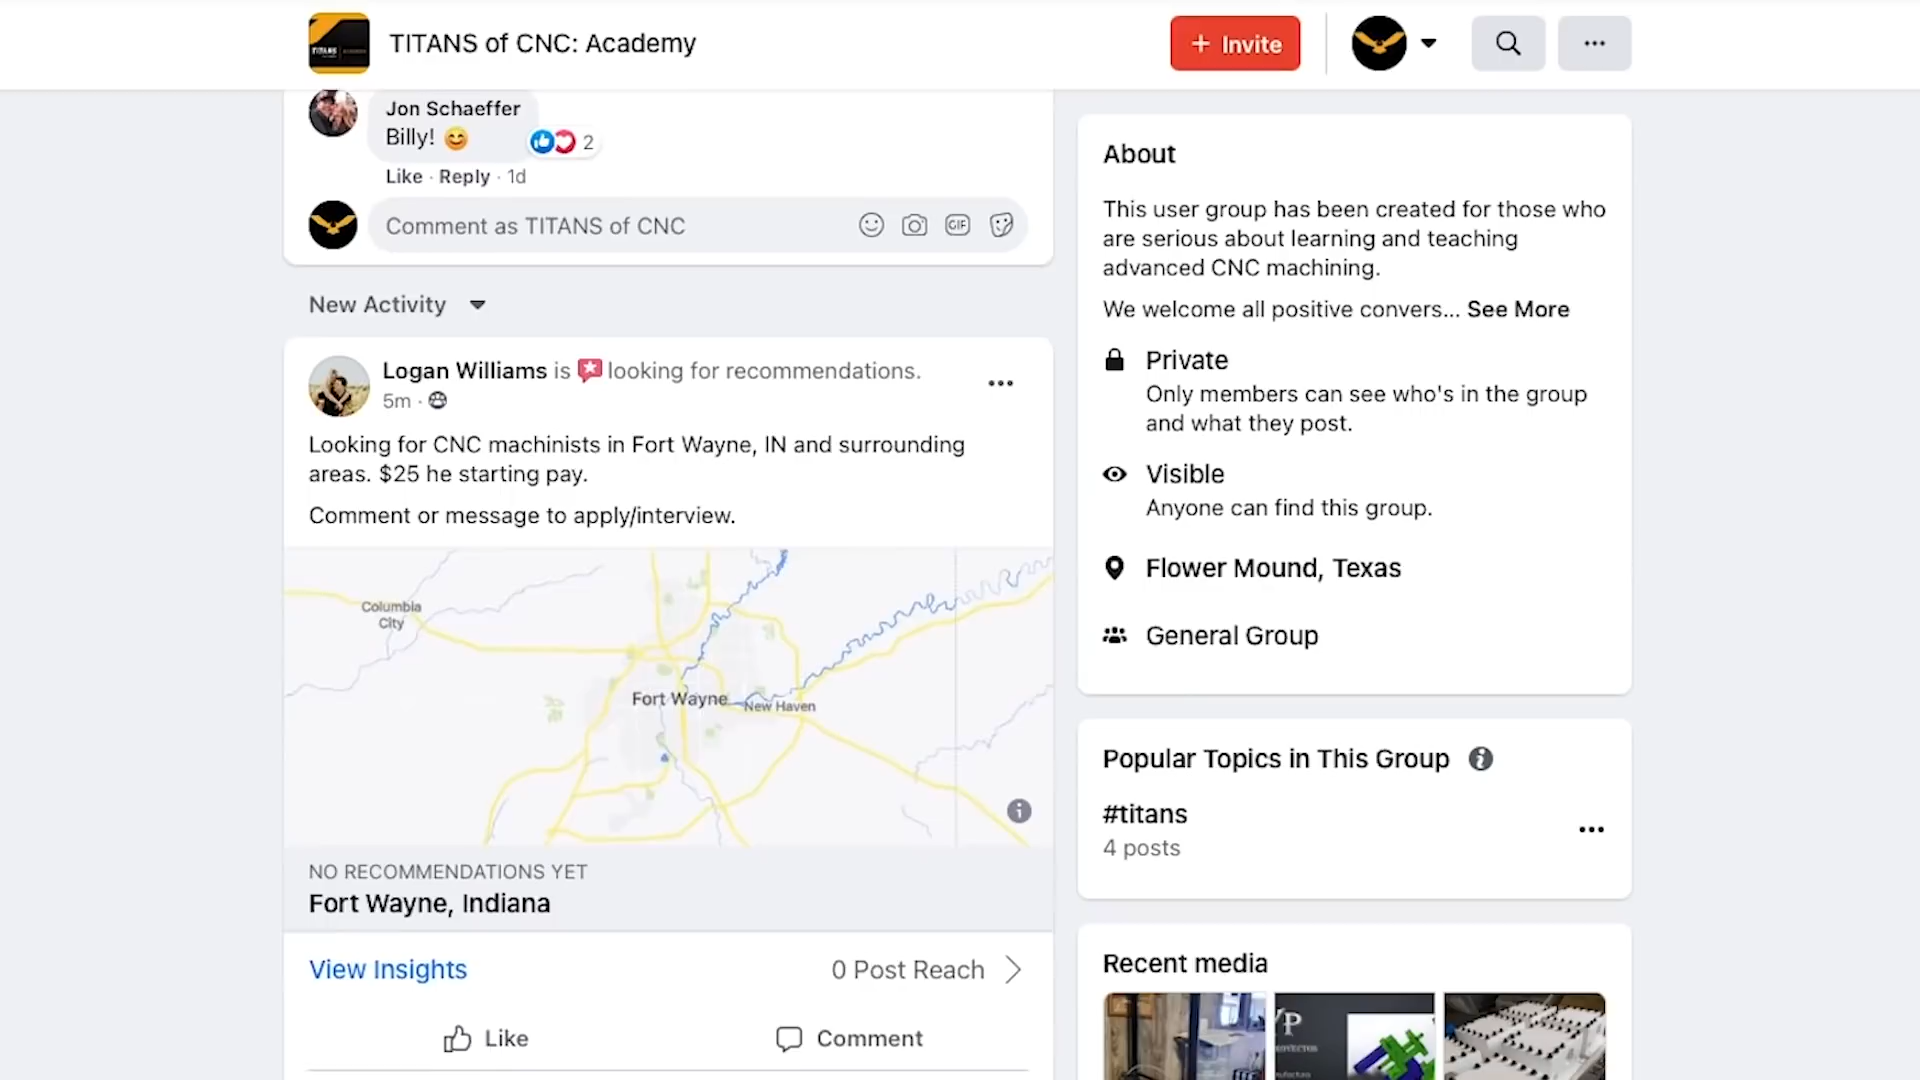 TITANS of CNC: Academy
+ Invite
TITANS
Jon Schaeffer
Billy! 😊
2
Like · Reply · 1d
Comment as TITANS of CNC
GIF
New Activity
Logan Williams is looking for recommendations.
5m ·
Looking for CNC machinists in Fort Wayne, IN and surrounding
areas. $25 he starting pay.
Comment or message to apply/interview.
Columbia
City
Fort Wayne
New Haven
NO RECOMMENDATIONS YET
Fort Wayne, Indiana
View Insights
0 Post Reach
Like
Comment
About
This user group has been created for those who
are serious about learning and teaching
advanced CNC machining.
We welcome all positive convers... See More
Private
Only members can see who's in the group
and what they post.
Visible
Anyone can find this group.
Flower Mound, Texas
General Group
Popular Topics in This Group
#titans
4 posts
Recent media